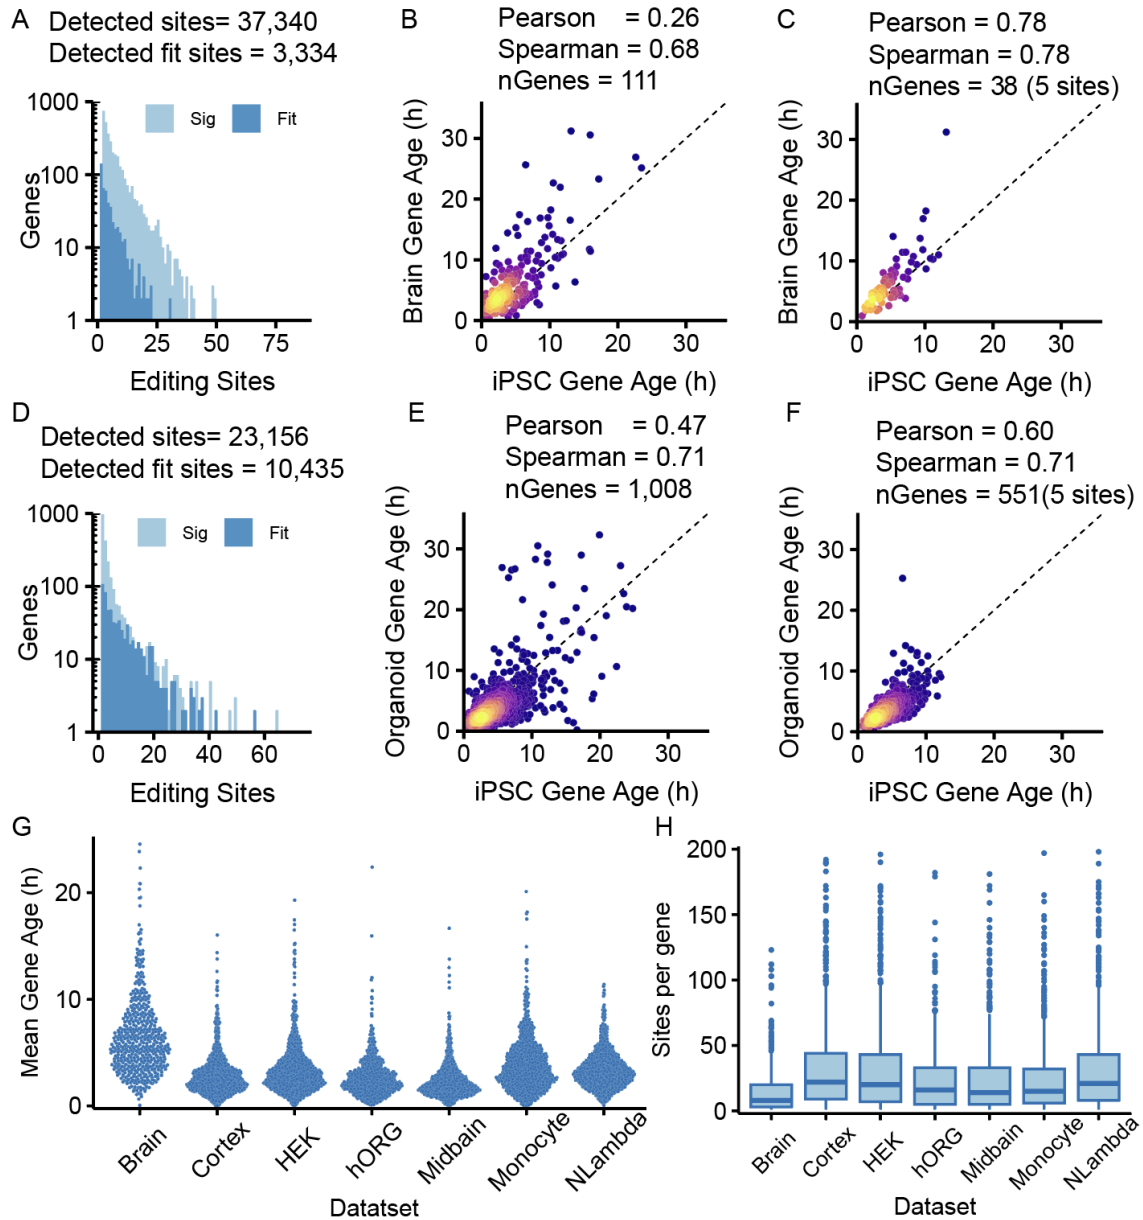 A
Detected sites= 37,340
Detected fit sites = 3,334
1000
100
10
1
Genes
Sig
Fit
0
25
50
75
Editing Sites
B
Pearson = 0.26
Spearman = 0.68
nGenes = 111
30
20
10
0
Brain Gene Age (h)
0
10
20
30
iPSC Gene Age (h)
C
Pearson = 0.78
Spearman = 0.78
nGenes = 38 (5 sites)
30
20
10
0
Brain Gene Age (h)
0
10
20
30
iPSC Gene Age (h)
D
Detected sites= 23,156
Detected fit sites = 10,435
1000
100
10
1
Genes
Sig
Fit
0
20
40
60
Editing Sites
E
Pearson = 0.47
Spearman = 0.71
nGenes = 1,008
30
20
10
0
Organoid Gene Age (h)
0
10
20
30
iPSC Gene Age (h)
F
Pearson = 0.60
Spearman = 0.71
nGenes = 551(5 sites)
30
20
10
0
Organoid Gene Age (h)
0
10
20
30
iPSC Gene Age (h)
G
20
10
0
Mean Gene Age (h)
Brain
Cortex
HEK
hORG
Midbain
Monocyte
NLambda
Datatset
H
200
150
100
50
0
Sites per gene
Brain
Cortex
HEK
hORG
Midbain
Monocyte
NLambda
Dataset